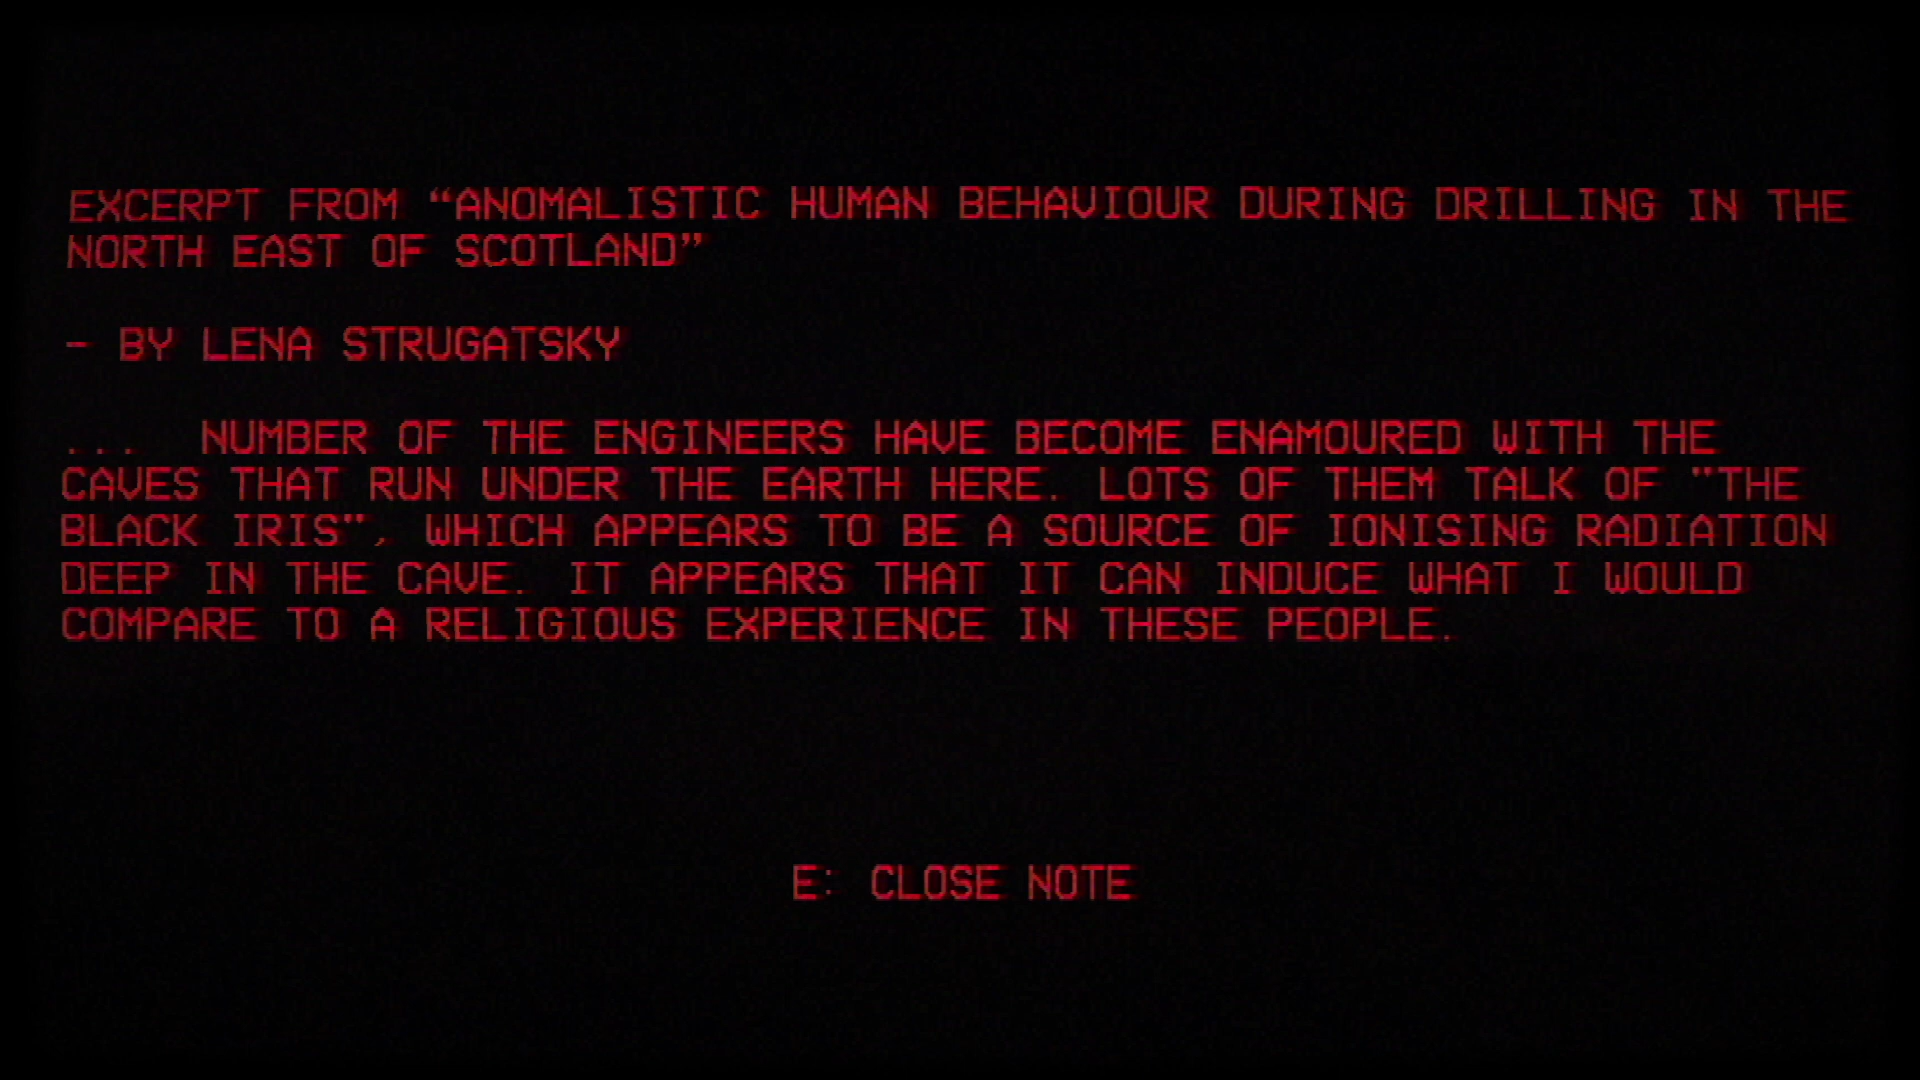 EXCERPT FROM “ANOMALISTIC HUMAN BEHAVIOUR DURING DRILLING IN THE
NORTH EAST OF SCOTLAND”
- BY LENA STRUGATSKY
...  NUMBER OF THE ENGINEERS HAVE BECOME ENAMOURED WITH THE
CAVES THAT RUN UNDER THE EARTH HERE. LOTS OF THEM TALK OF "THE
BLACK IRIS", WHICH APPEARS TO BE A SOURCE OF IONISING RADIATION
DEEP IN THE CAVE. IT APPEARS THAT IT CAN INDUCE WHAT I WOULD
COMPARE TO A RELIGIOUS EXPERIENCE IN THESE PEOPLE.
E: CLOSE NOTE